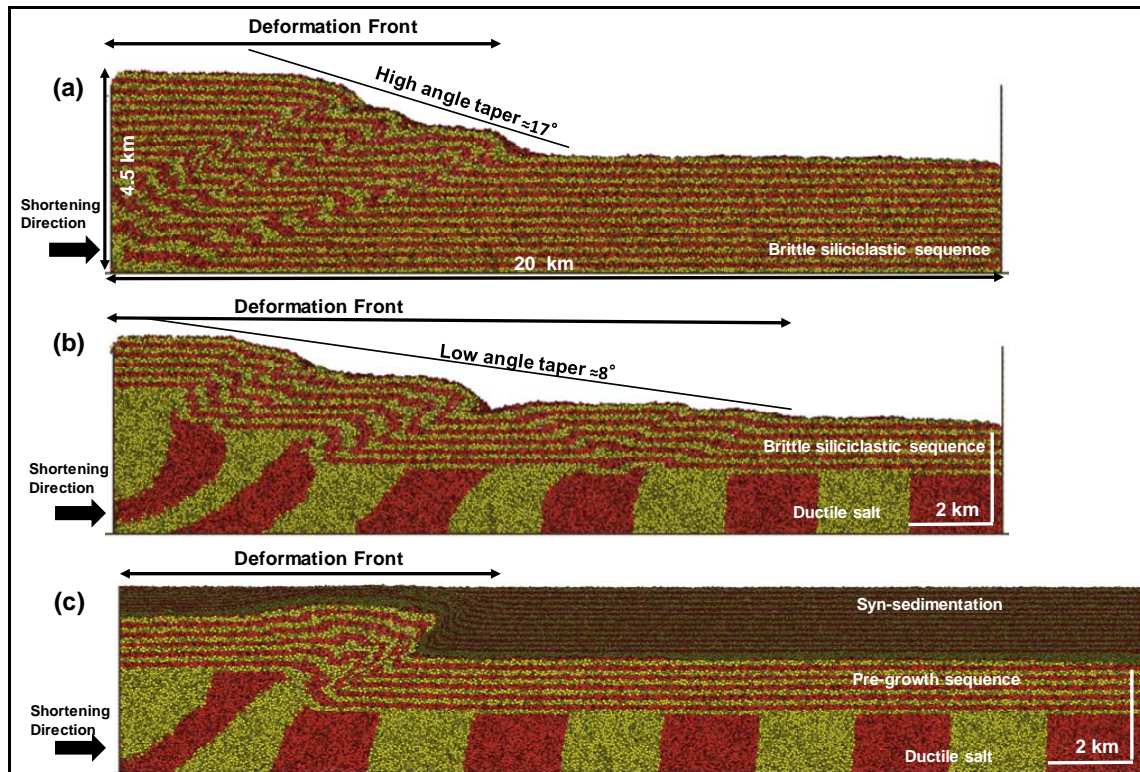 Deformation Front
(a)
High angle taper ≈17°
4.5 km
Shortening
Direction
Brittle siliciclastic sequence
20 km
Deformation Front
(b)
Low angle taper ≈8°
Brittle siliciclastic sequence
Shortening
Direction
Ductile salt
2 km
Deformation Front
(c)
Syn-sedimentation
Pre-growth sequence
Shortening
Direction
Ductile salt
2 km